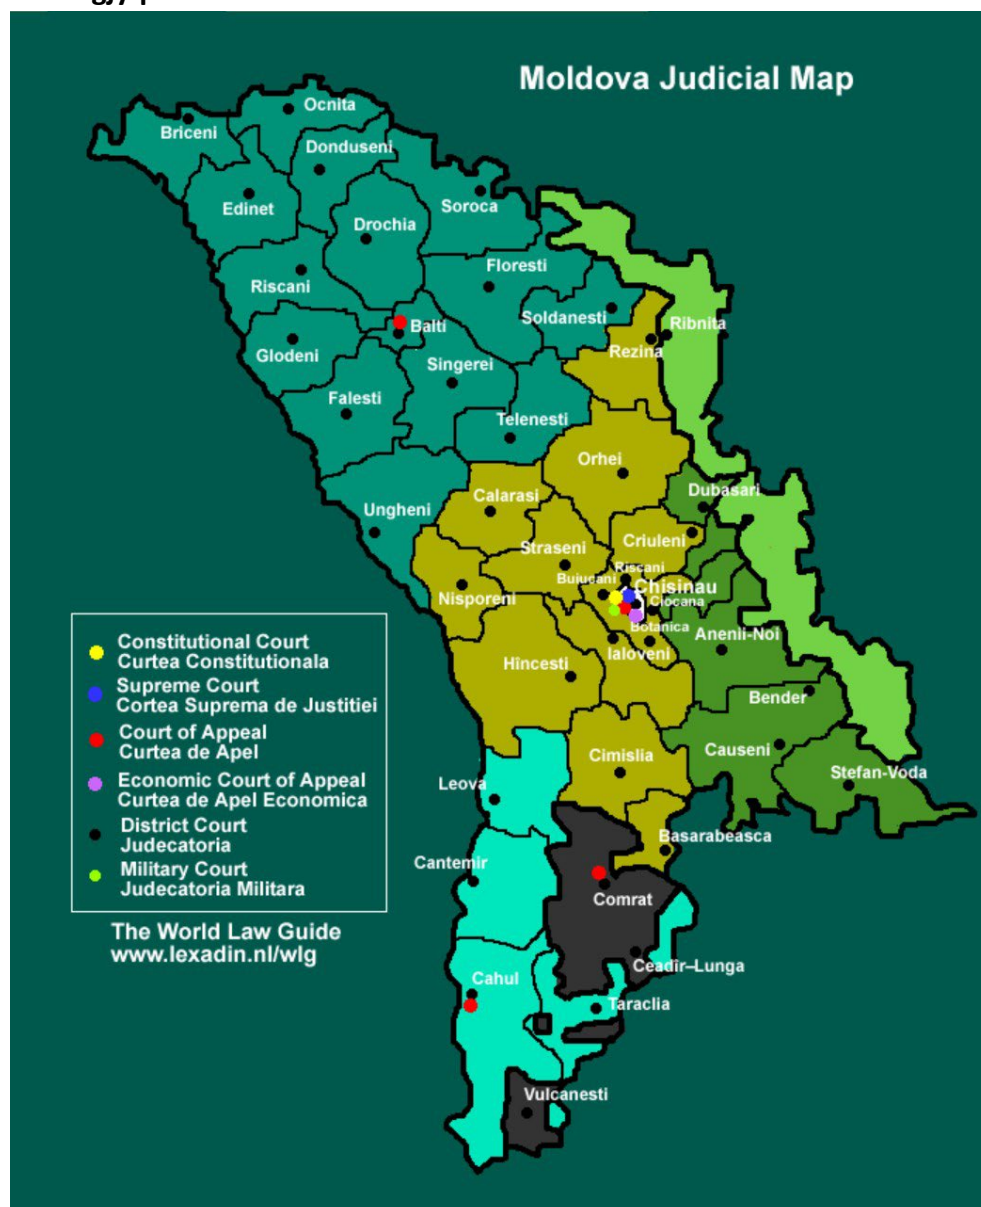 Moldova Judicial Map
Ocnita
Briceni
Donduseni
Edinet
Soroca
Drochia
Floresti
Riscani
Soldanesti
Ribnita
Balti
Rezina
Glodeni
Singerei
Falesti
Telenesti
Orhei
Dubasari
Calarasi
Ungheni
Criuleni
Straseni
Riscani
Buiucani
Chisinau
Nisporeni
Ciocana
Botanica
Anenii-Noi
Ialoveni
Hîncesti
Bender
Causeni
Cimislia
Stefan-Voda
Leova
Basarabeasca
Cantemir
Comrat
Ceadîr–Lunga
Cahul
Taraclia
Vulcanesti
Constitutional Court
Curtea Constitutionala
Supreme Court
Cortea Suprema de Justitiei
Court of Appeal
Curtea de Apel
Economic Court of Appeal
Curtea de Apel Economica
District Court
Judecatoria
Military Court
Judecatoria Militara
The World Law Guide
www.lexadin.nl/wlg